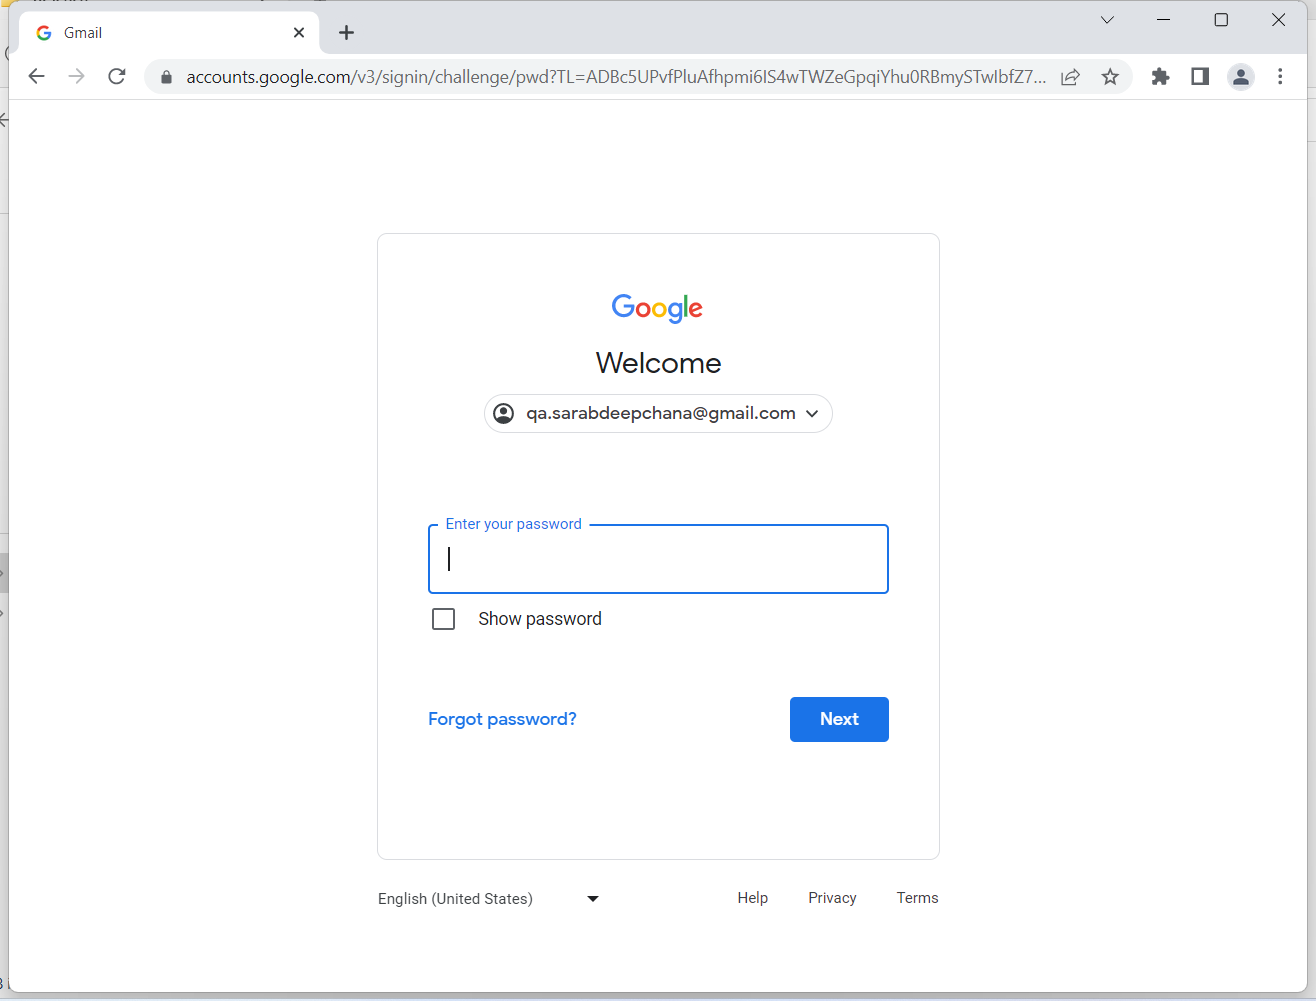 Gmail
accounts.google.com/v3/signin/challenge/pwd?TL=ADBc5UPvfPluAfhpmi6IS4wTWZeGpqiYhu0RBmySTwIbfZ7...
Google
Welcome
qa.sarabdeepchana@gmail.com
Enter your password
Show password
Forgot password?
Next
English (United States)
Help Privacy Terms